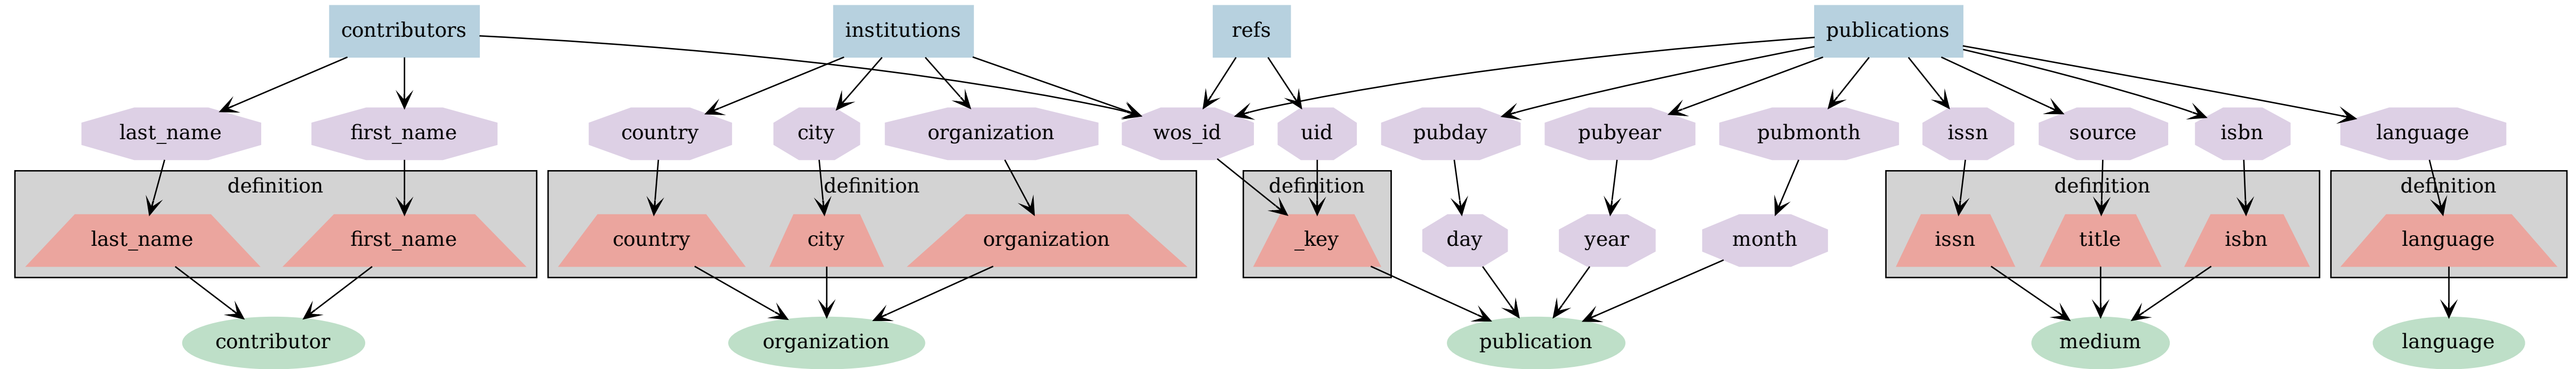 contributors
institutions
refs
publications
last_name
first_name
country
city
organization
wos_id
uid
pubday
pubyear
pubmonth
issn
source
isbn
language
definition
definition
definition
definition
definition
last_name
first_name
country
city
organization
_key
day
year
month
issn
title
isbn
language
contributor
organization
publication
medium
language